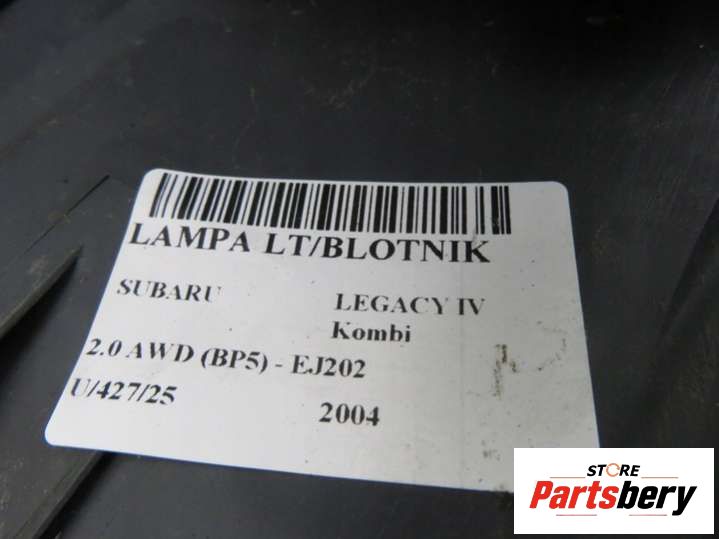 LAMPA LT/BLOTNIK
SUBARU LEGACY IV
Kombi
2.0 AWD (BP5) - EJ202
U/427/25 2004
STORE
Partsbery